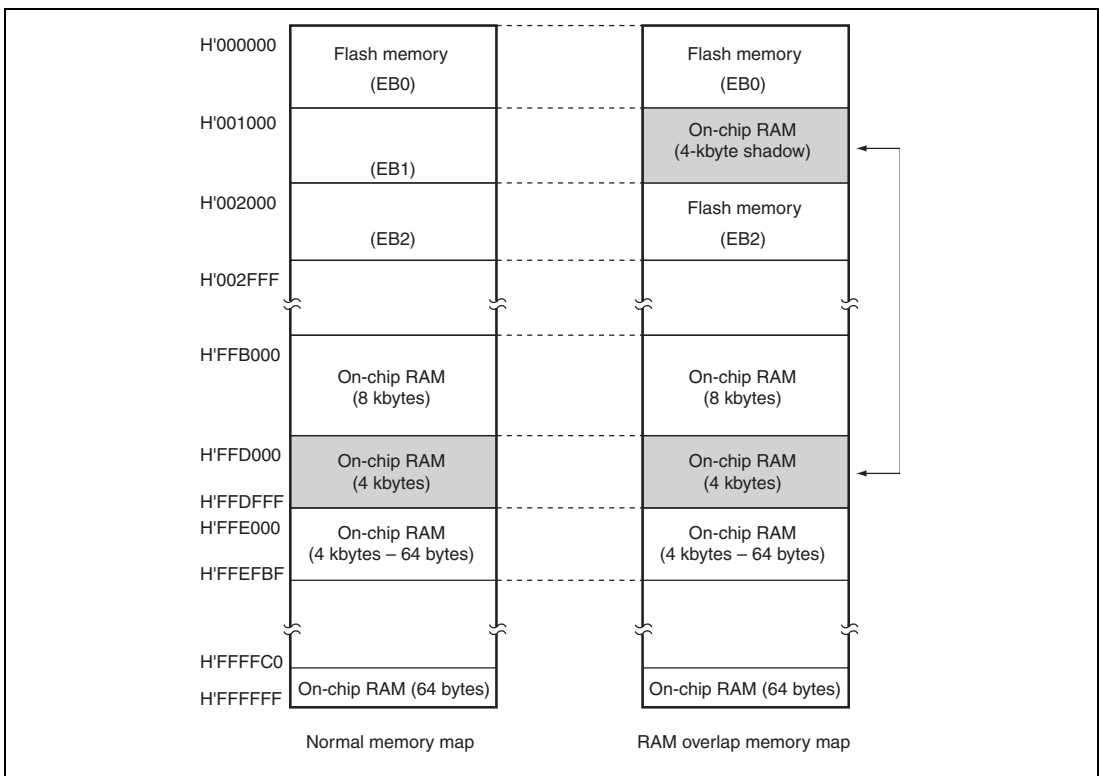 H'000000
Flash memory
(EB0)
H'001000
(EB1)
H'002000
(EB2)
H'002FFF
H'FFB000
On-chip RAM
(8 kbytes)
H'FFD000
On-chip RAM
(4 kbytes)
H'FFDFFF
H'FFE000
On-chip RAM
(4 kbytes – 64 bytes)
H'FFEFBF
H'FFFFC0
On-chip RAM (64 bytes)
H'FFFFFF
Normal memory map
Flash memory
(EB0)
On-chip RAM
(4-kbyte shadow)
Flash memory
(EB2)
On-chip RAM
(8 kbytes)
On-chip RAM
(4 kbytes)
On-chip RAM
(4 kbytes – 64 bytes)
On-chip RAM (64 bytes)
RAM overlap memory map